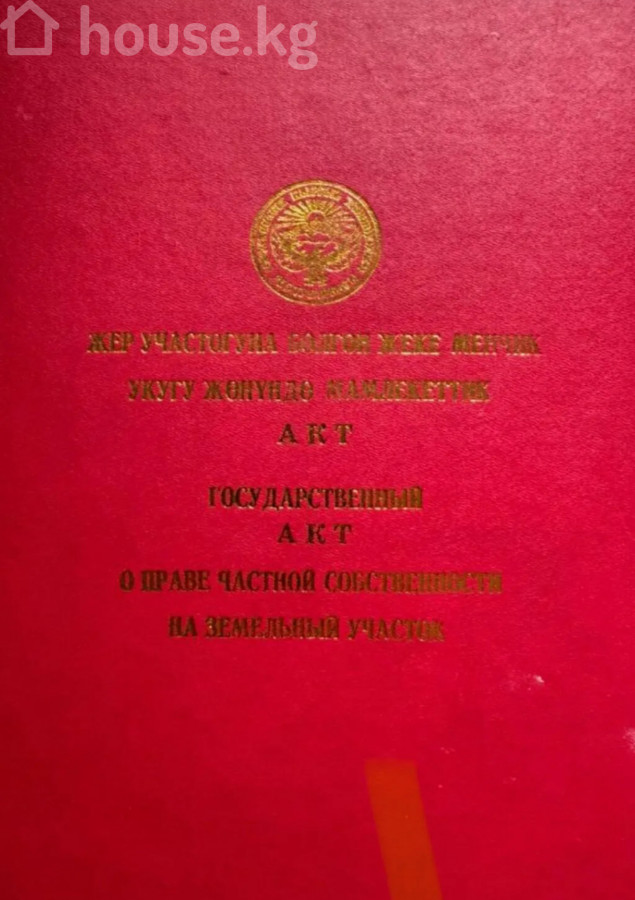 house.kg
ЖЕР УЧАСТОГУНА БОЛГОН ЖЕКЕ МЕНЧИК
УКУГУ ЖӨНҮНДӨ МАМЛЕКЕТТИК
АКТ
ГОСУДАРСТВЕННЫЙ
АКТ
О ПРАВЕ ЧАСТНОЙ СОБСТВЕННОСТИ
НА ЗЕМЕЛЬНЫЙ УЧАСТОК